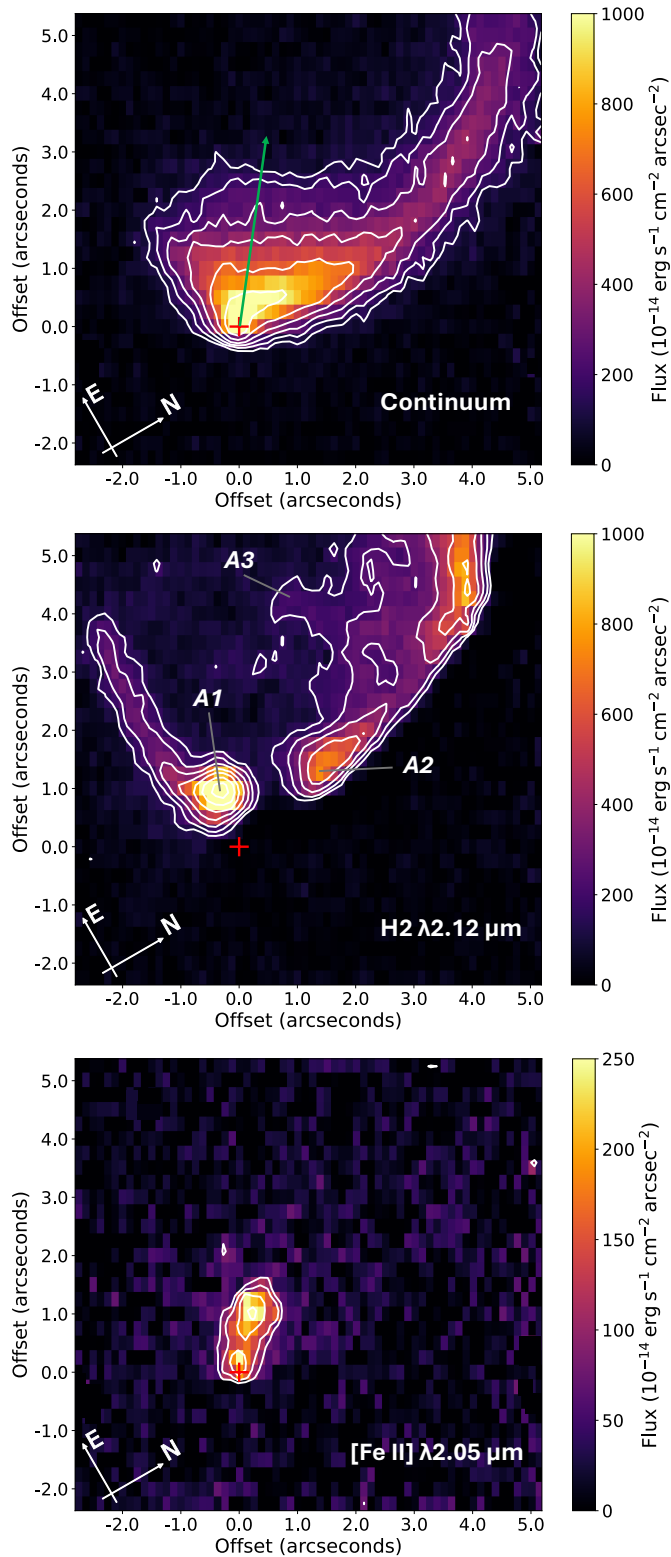 5.0
4.0
3.0
2.0
1.0
0.0
-1.0
-2.0
Offset (arcseconds)
E
N
Continuum
-2.0 -1.0 0.0 1.0 2.0 3.0 4.0 5.0
Offset (arcseconds)
1000
800
600
400
200
0
Flux (10⁻¹⁴ erg s⁻¹ cm⁻² arcsec⁻²)
5.0
4.0
3.0
2.0
1.0
0.0
-1.0
-2.0
Offset (arcseconds)
A3
A1
A2
E
N
H2 λ2.12 μm
-2.0 -1.0 0.0 1.0 2.0 3.0 4.0 5.0
Offset (arcseconds)
1000
800
600
400
200
0
Flux (10⁻¹⁴ erg s⁻¹ cm⁻² arcsec⁻²)
5.0
4.0
3.0
2.0
1.0
0.0
-1.0
-2.0
Offset (arcseconds)
E
N
[Fe II] λ2.05 μm
-2.0 -1.0 0.0 1.0 2.0 3.0 4.0 5.0
Offset (arcseconds)
250
200
150
100
50
0
Flux (10⁻¹⁴ erg s⁻¹ cm⁻² arcsec⁻²)